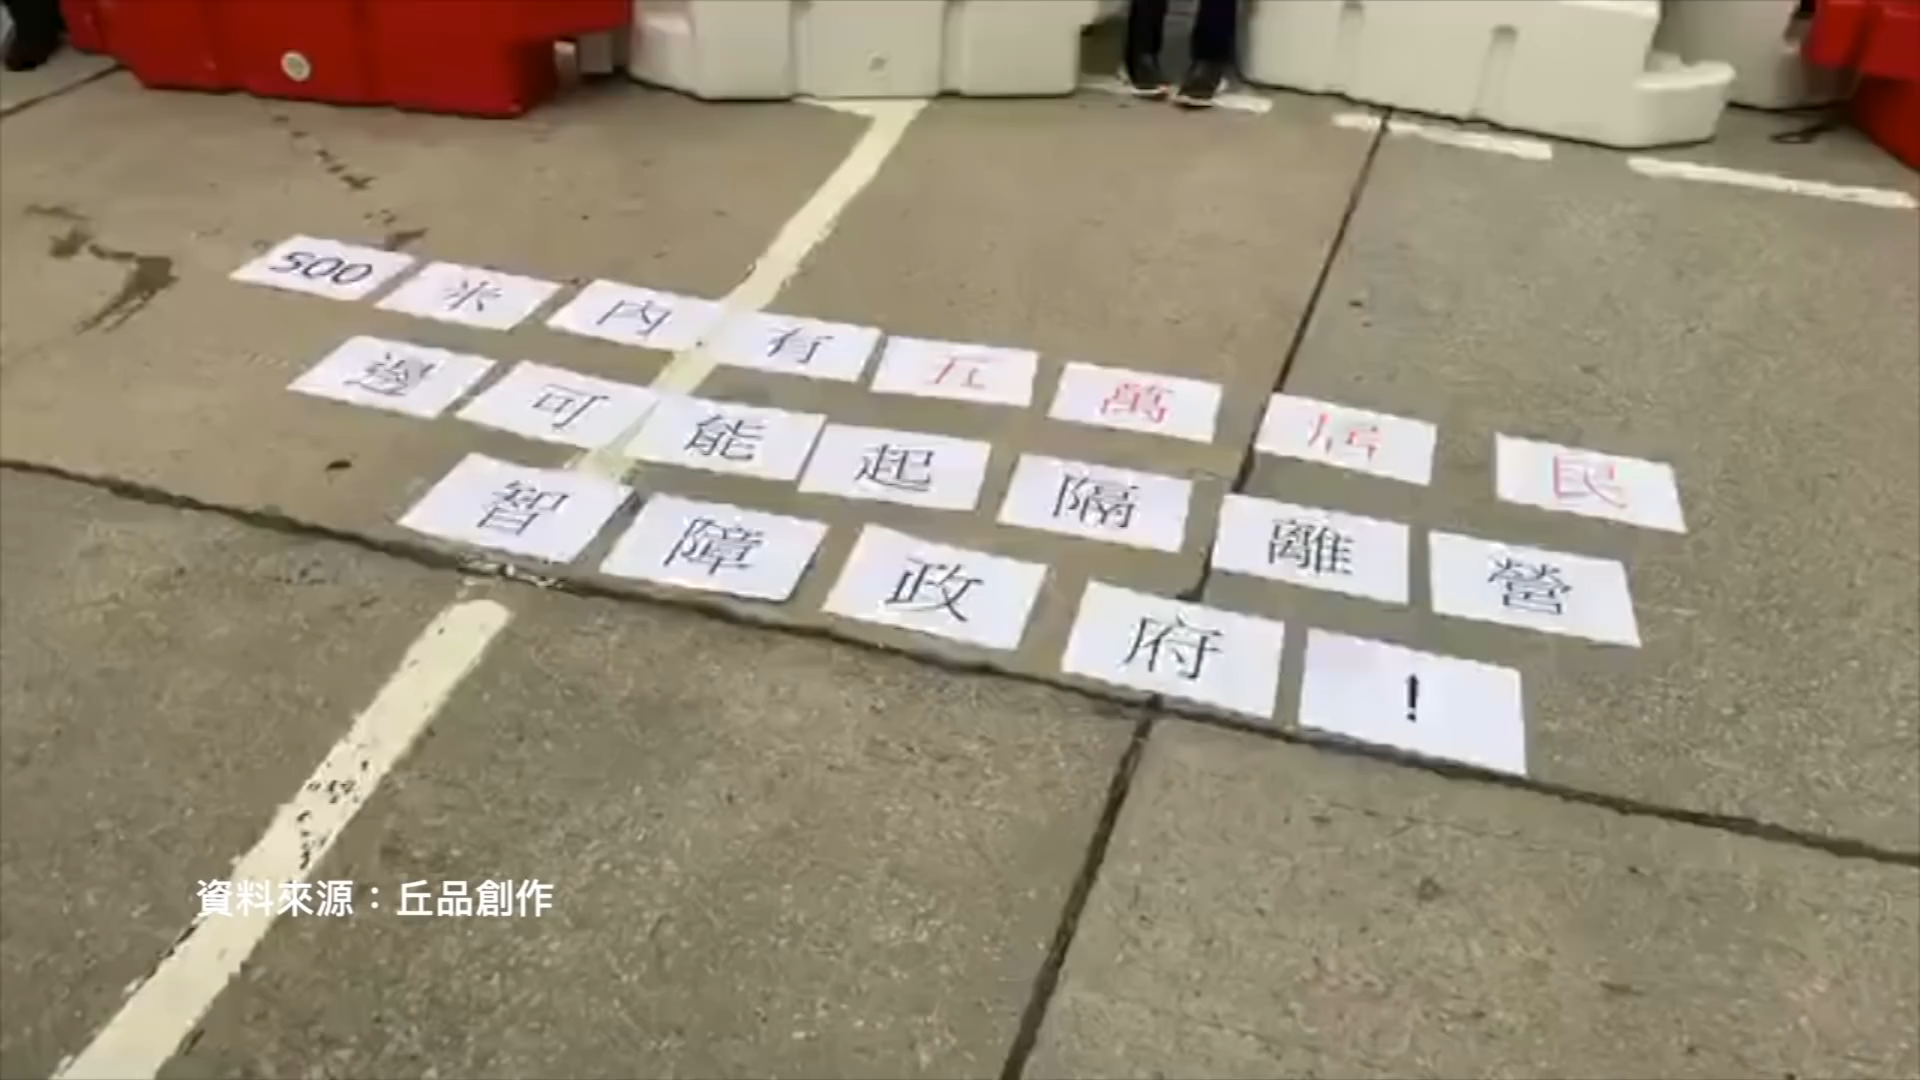 500米內有五萬居民
邊可能起隔離營
智障政府！
資料來源：丘品創作